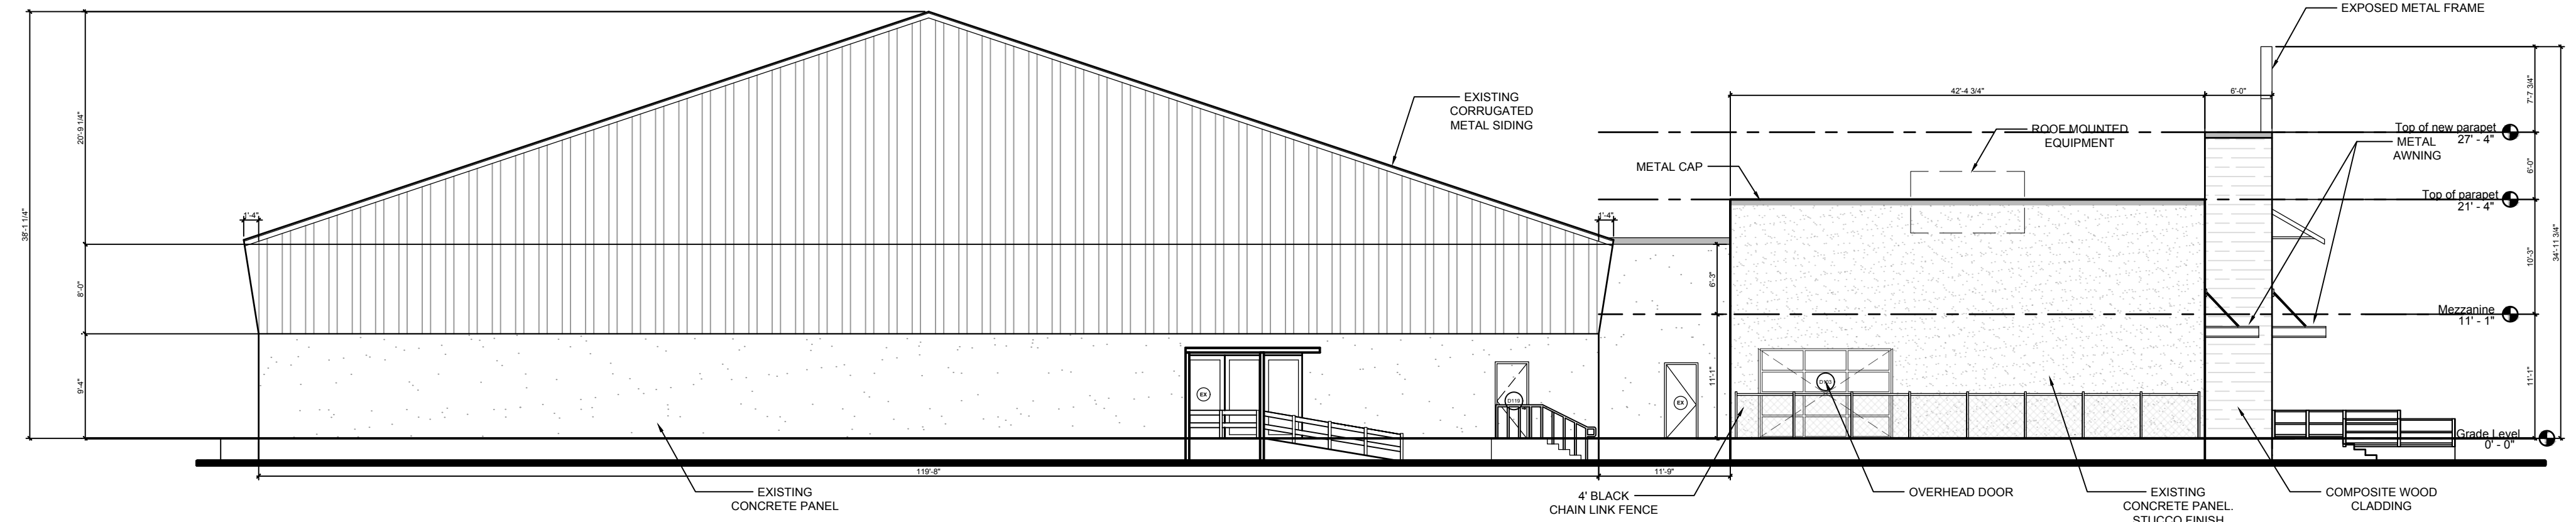 EXPOSED METAL FRAME
EXISTING
CORRUGATED
METAL SIDING
42'-4 3/4"
6'-0"
7'-7 3/4"
ROOF MOUNTED
EQUIPMENT
Top of new parapet
27' - 4"
METAL
AWNING
METAL CAP
20'-9 1/4"
6'-0"
Top of parapet
21' - 4"
1'-4"
1'-4"
38'-1 1/4"
34'-11 3/4"
10'-3"
6'-3"
8'-0"
Mezzanine
11' - 1"
9'-4"
11'-1"
11'-1"
EX
D119
EX
D103
Grade Level
0' - 0"
119'-8"
11'-9"
EXISTING
CONCRETE PANEL
4' BLACK
CHAIN LINK FENCE
OVERHEAD DOOR
EXISTING
CONCRETE PANEL.
STUCCO FINISH
COMPOSITE WOOD
CLADDING